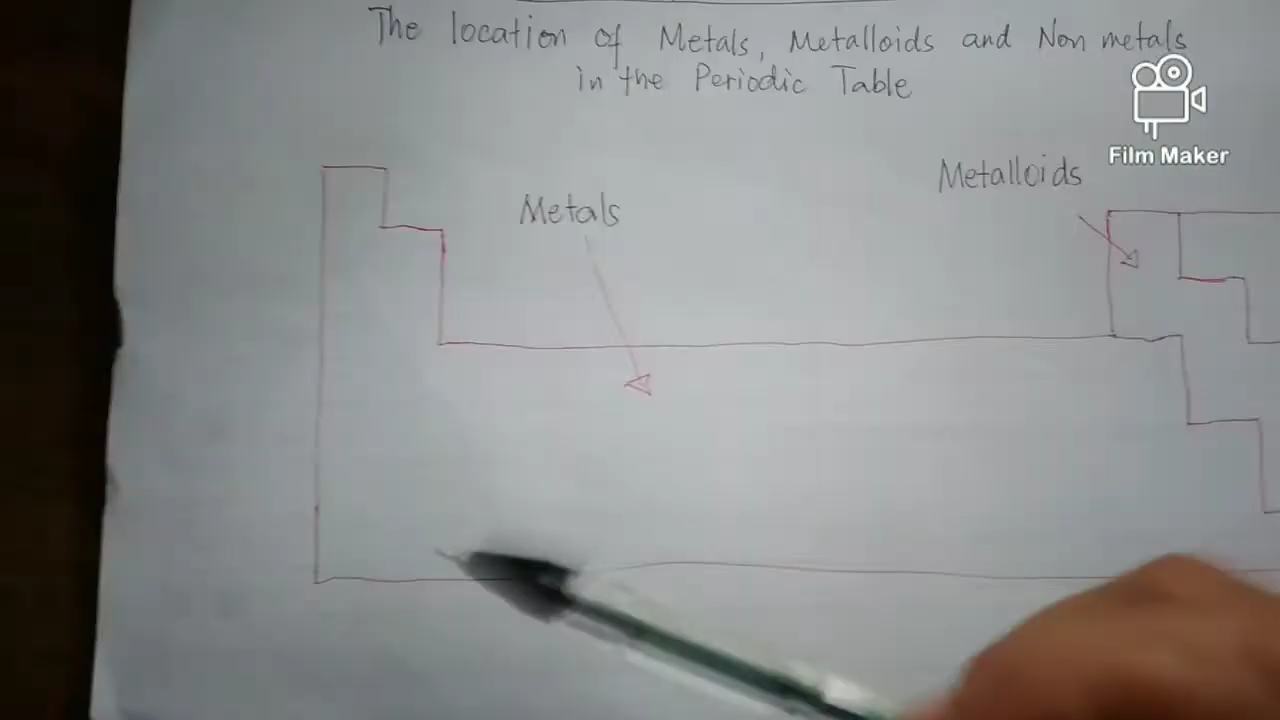 The location of Metals, Metalloids and Non metals
in the Periodic Table
Film Maker
Metalloids
Metals